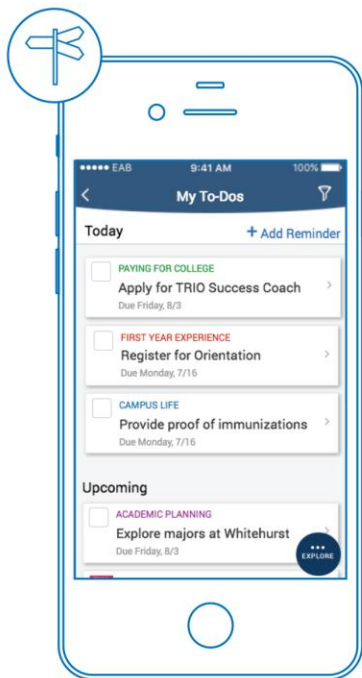 EAB 9:41 AM 100%
My To-Dos
Today + Add Reminder
PAYING FOR COLLEGE
Apply for TRIO Success Coach
Due Friday, 8/3
FIRST YEAR EXPERIENCE
Register for Orientation
Due Monday, 7/16
CAMPUS LIFE
Provide proof of immunizations
Due Monday, 7/16
Upcoming
ACADEMIC PLANNING
Explore majors at Whitehurst
Due Friday, 8/3
EXPLORE